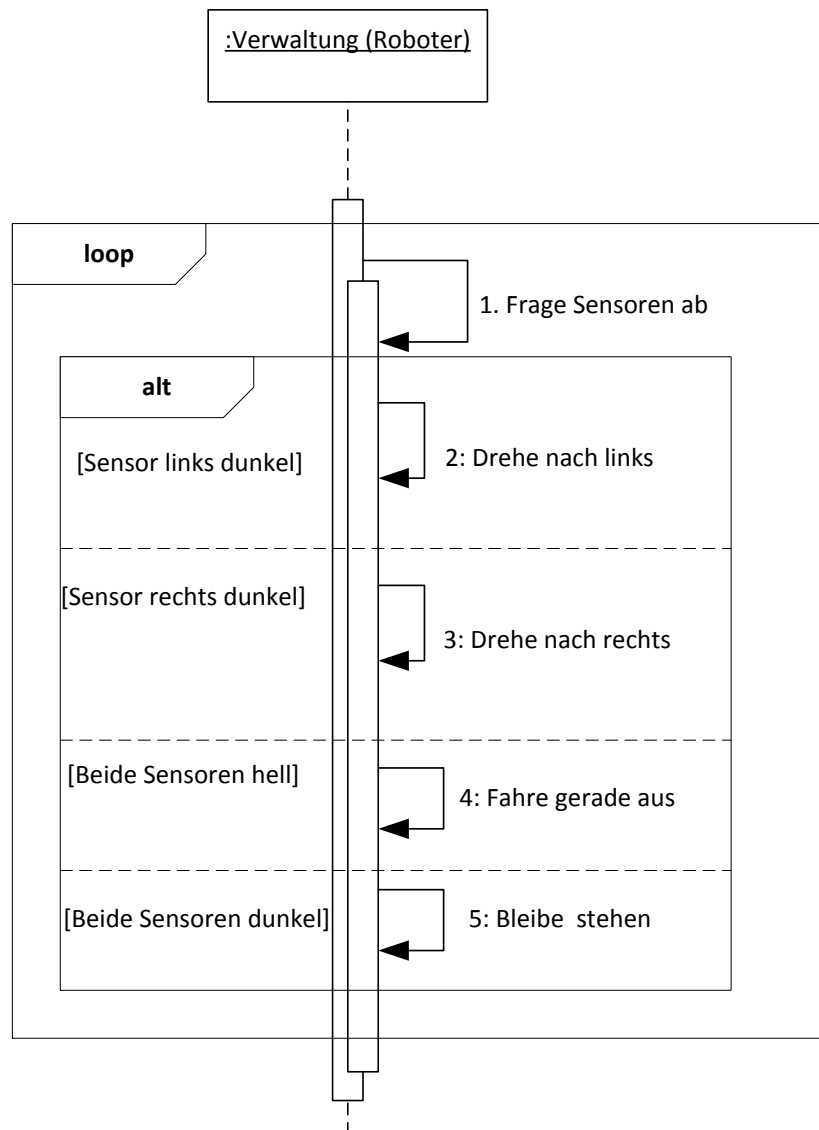 :Verwaltung (Roboter)
loop
1. Frage Sensoren ab
alt
[Sensor links dunkel]
2: Drehe nach links
[Sensor rechts dunkel]
3: Drehe nach rechts
[Beide Sensoren hell]
4: Fahre gerade aus
[Beide Sensoren dunkel]
5: Bleibe  stehen